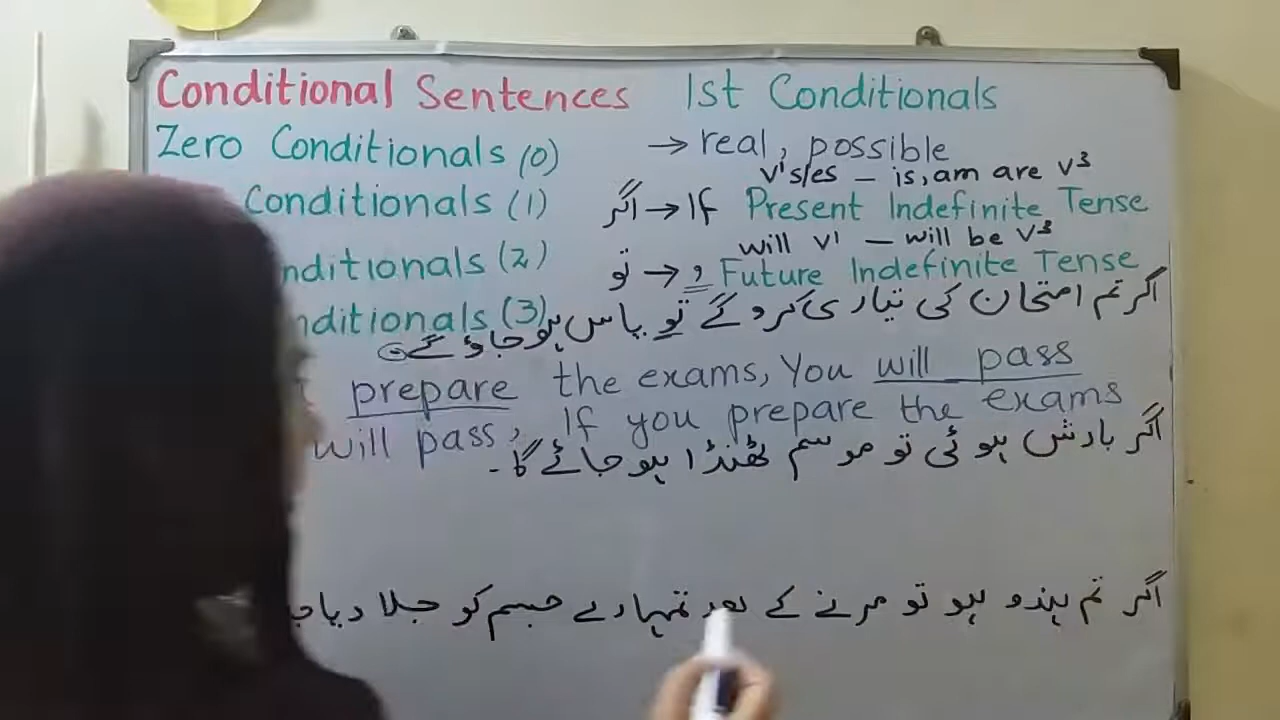 Conditional Sentences 1st Conditionals
Zero Conditionals (0) → real, possible
v¹s/es – is, am are v³
Conditionals (1) اگر → If Present Indefinite Tense
will v¹ – will be v³
nditionals (2) تو → , Future Indefinite Tense
nditionals (3)
اگر تم امتحان کی تیاری کرو گے تو پاس
ہو جاؤ گے۔
prepare the exams, You will pass
will pass, If you prepare the exams
اگر بارش ہوئی تو موسم ٹھنڈا ہو جائے گا۔
اگر تم ہندو ہو تو مرنے کے بعد تمہارے جسم کو جلا دیا